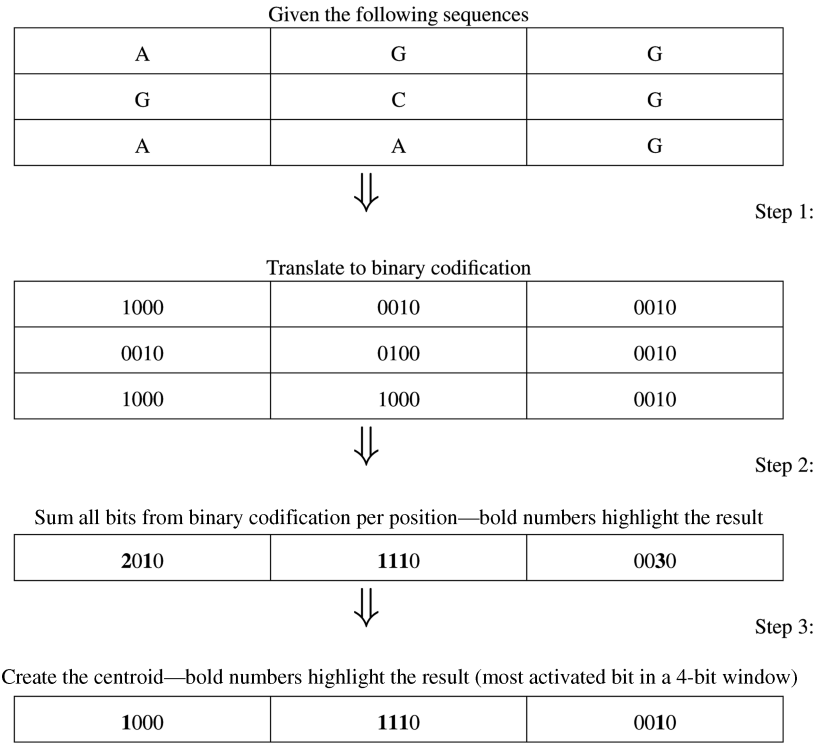 Given the following sequences
A G G
G C G
A A G
⇓
Step 1:
Translate to binary codification
1000 0010 0010
0010 0100 0010
1000 1000 0010
⇓
Step 2:
Sum all bits from binary codification per position—bold numbers highlight the result
2010 1110 0030
⇓
Step 3:
Create the centroid—bold numbers highlight the result (most activated bit in a 4-bit window)
1000 1110 0010